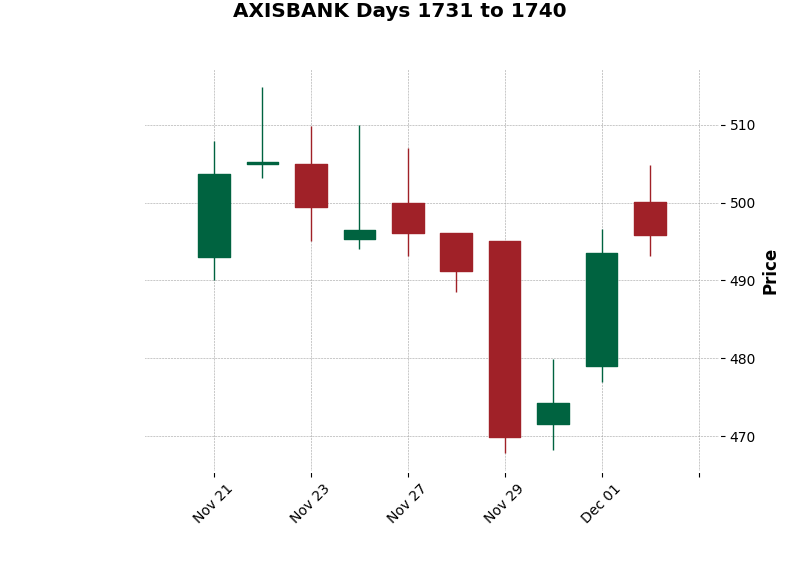 AXISBANK Days 1731 to 1740
510
500
490
480
470
Price
Nov 21
Nov 23
Nov 27
Nov 29
Dec 01